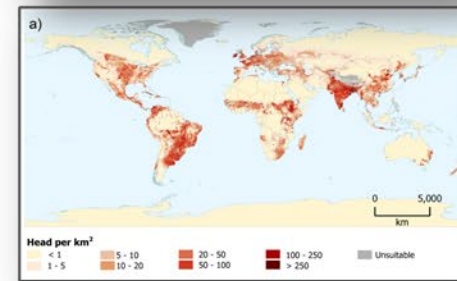 a)
0 5,000
km
Head per km²
< 1 5 - 10 20 - 50 100 - 250 Unsuitable
1 - 5 10 - 20 50 - 100 > 250